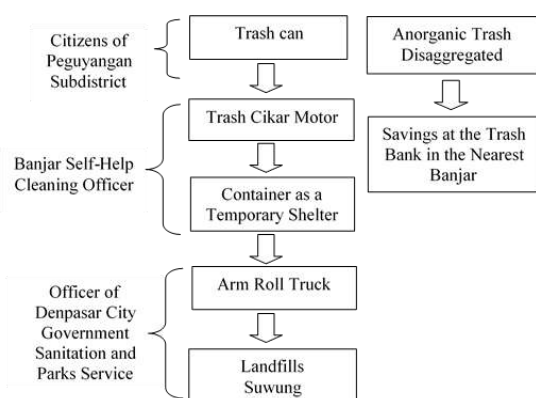 Citizens of
Peguyangan
Subdistrict
Trash can
Anorganic Trash
Disaggregated
Trash Cikar Motor
Savings at the Trash
Bank in the Nearest
Banjar
Banjar Self-Help
Cleaning Officer
Container as a
Temporary Shelter
Officer of
Denpasar City
Government
Sanitation and
Parks Service
Arm Roll Truck
Landfills
Suwung